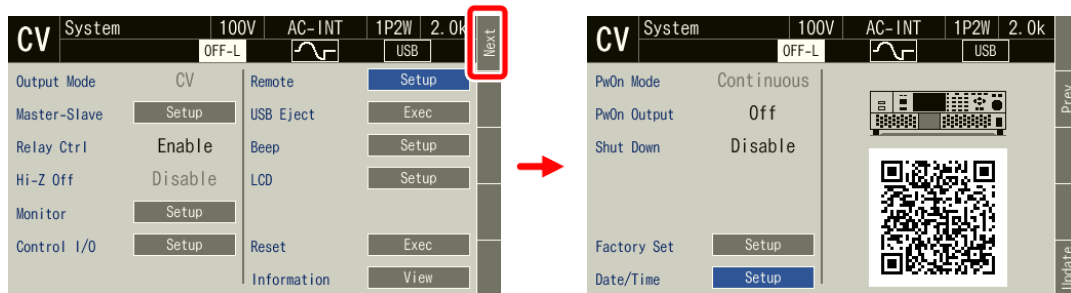 CV System 100V AC-INT 1P2W 2.0k Next
OFF-L USB
Output Mode CV Remote Setup
Master-Slave Setup USB Eject Exec
Relay Ctrl Enable Beep Setup
Hi-Z Off Disable LCD Setup
Monitor Setup
Control I/O Setup Reset Exec
Information View
CV System 100V AC-INT 1P2W 2.0k
OFF-L USB
PwOn Mode Continuous Prev
PwOn Output Off
Shut Down Disable
Factory Set Setup
Date/Time Setup Update